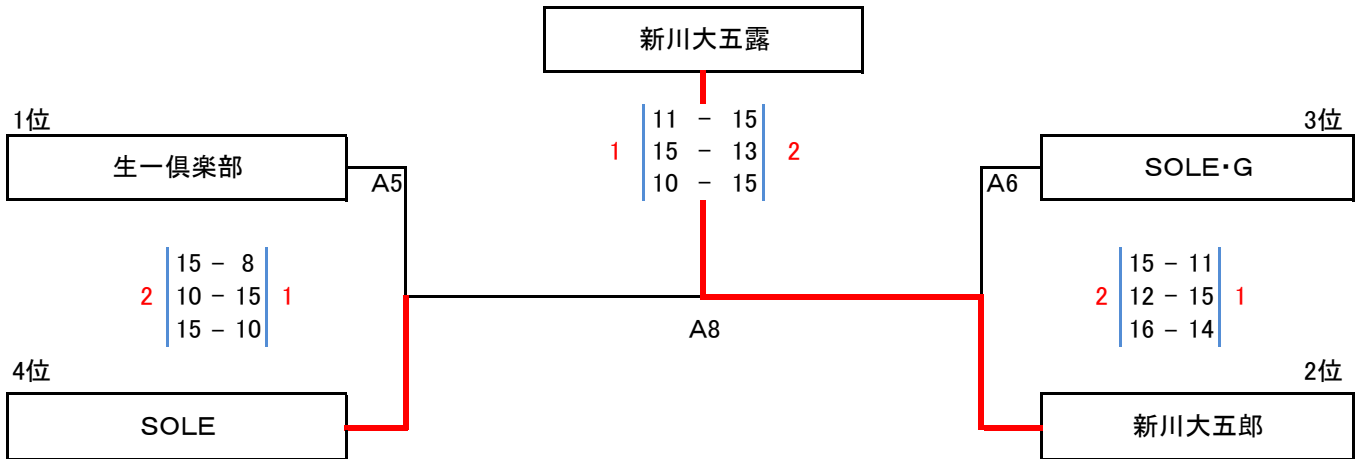 新川大五露
11 － 15
1 15 － 13 2
10 － 15
1位 3位
生一倶楽部 SOLE・G
A5 A6
15 － 8 15 － 11
2 10 － 15 1 2 12 － 15 1
15 － 10 16 － 14
A8
4位 2位
SOLE 新川大五郎